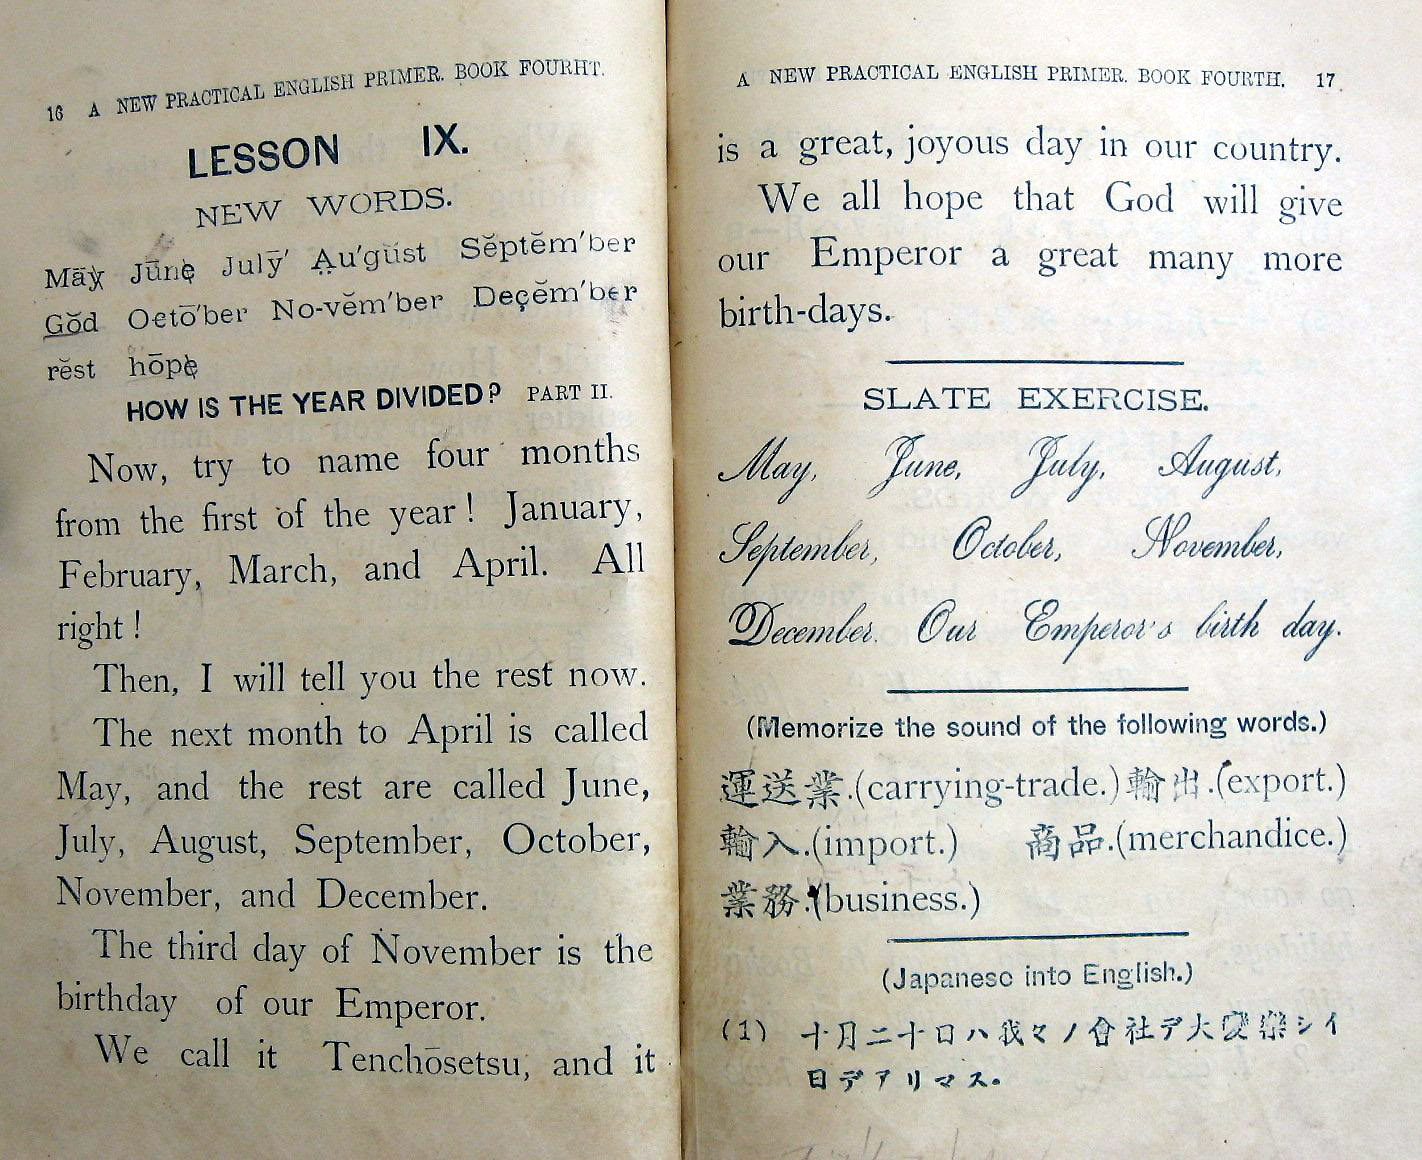 16 A NEW PRACTICAL ENGLISH PRIMER. BOOK FOURHT.
LESSON IX.
NEW WORDS.
Māy Jūne Julȳ′ Au′gust Sĕptĕm′ber
Gŏd Octō′ber No-vĕm′ber Deçĕm′ber
rĕst hōpe
HOW IS THE YEAR DIVIDED? PART II.
Now, try to name four months
from the first of the year! January,
February, March, and April. All
right!
Then, I will tell you the rest now.
The next month to April is called
May, and the rest are called June,
July, August, September, October,
November, and December.
The third day of November is the
birthday of our Emperor.
We call it Tenchōsetsu, and it
A NEW PRACTICAL ENGLISH PRIMER. BOOK FOURTH. 17
is a great, joyous day in our country.
We all hope that God will give
our Emperor a great many more
birth-days.
SLATE EXERCISE.
May, June, July, August,
September, October, November,
December. Our Emperor's birth day.
(Memorize the sound of the following words.)
運送業.(carrying-trade.) 輸出.(export.)
輸入.(import.) 商品.(merchandice.)
業務.(business.)
(Japanese into English.)
(1) 十月二十日ハ我々ノ會社デ大変樂シイ
日デアリマス。